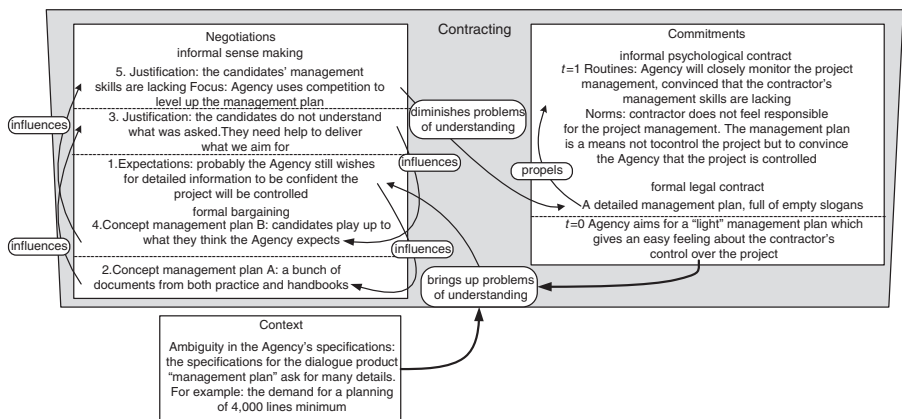 Contracting
Negotiations
informal sense making
5. Justification: the candidates' management
skills are lacking Focus: Agency uses competition to
level up the management plan
3. Justification: the candidates do not understand
what was asked.They need help to deliver
what we aim for
1.Expectations: probably the Agency still wishes
for detailed information to be confident the
project will be controlled
formal bargaining
4.Concept management plan B: candidates play up to
what they think the Agency expects
2.Concept management plan A: a bunch of
documents from both practice and handbooks
influences
influences
influences
influences
diminishes problems
of understanding
brings up problems
of understanding
Commitments
informal psychological contract
t=1 Routines: Agency will closely monitor the project
management, convinced that the contractor's
management skills are lacking
Norms: contractor does not feel responsible
for the project management. The management plan
is a means not tocontrol the project but to convince
the Agency that the project is controlled
propels
formal legal contract
A detailed management plan, full of empty slogans
t=0 Agency aims for a "light" management plan which
gives an easy feeling about the contractor's
control over the project
Context
Ambiguity in the Agency's specifications:
the specifications for the dialogue product
"management plan" ask for many details.
For example: the demand for a planning
of 4,000 lines minimum